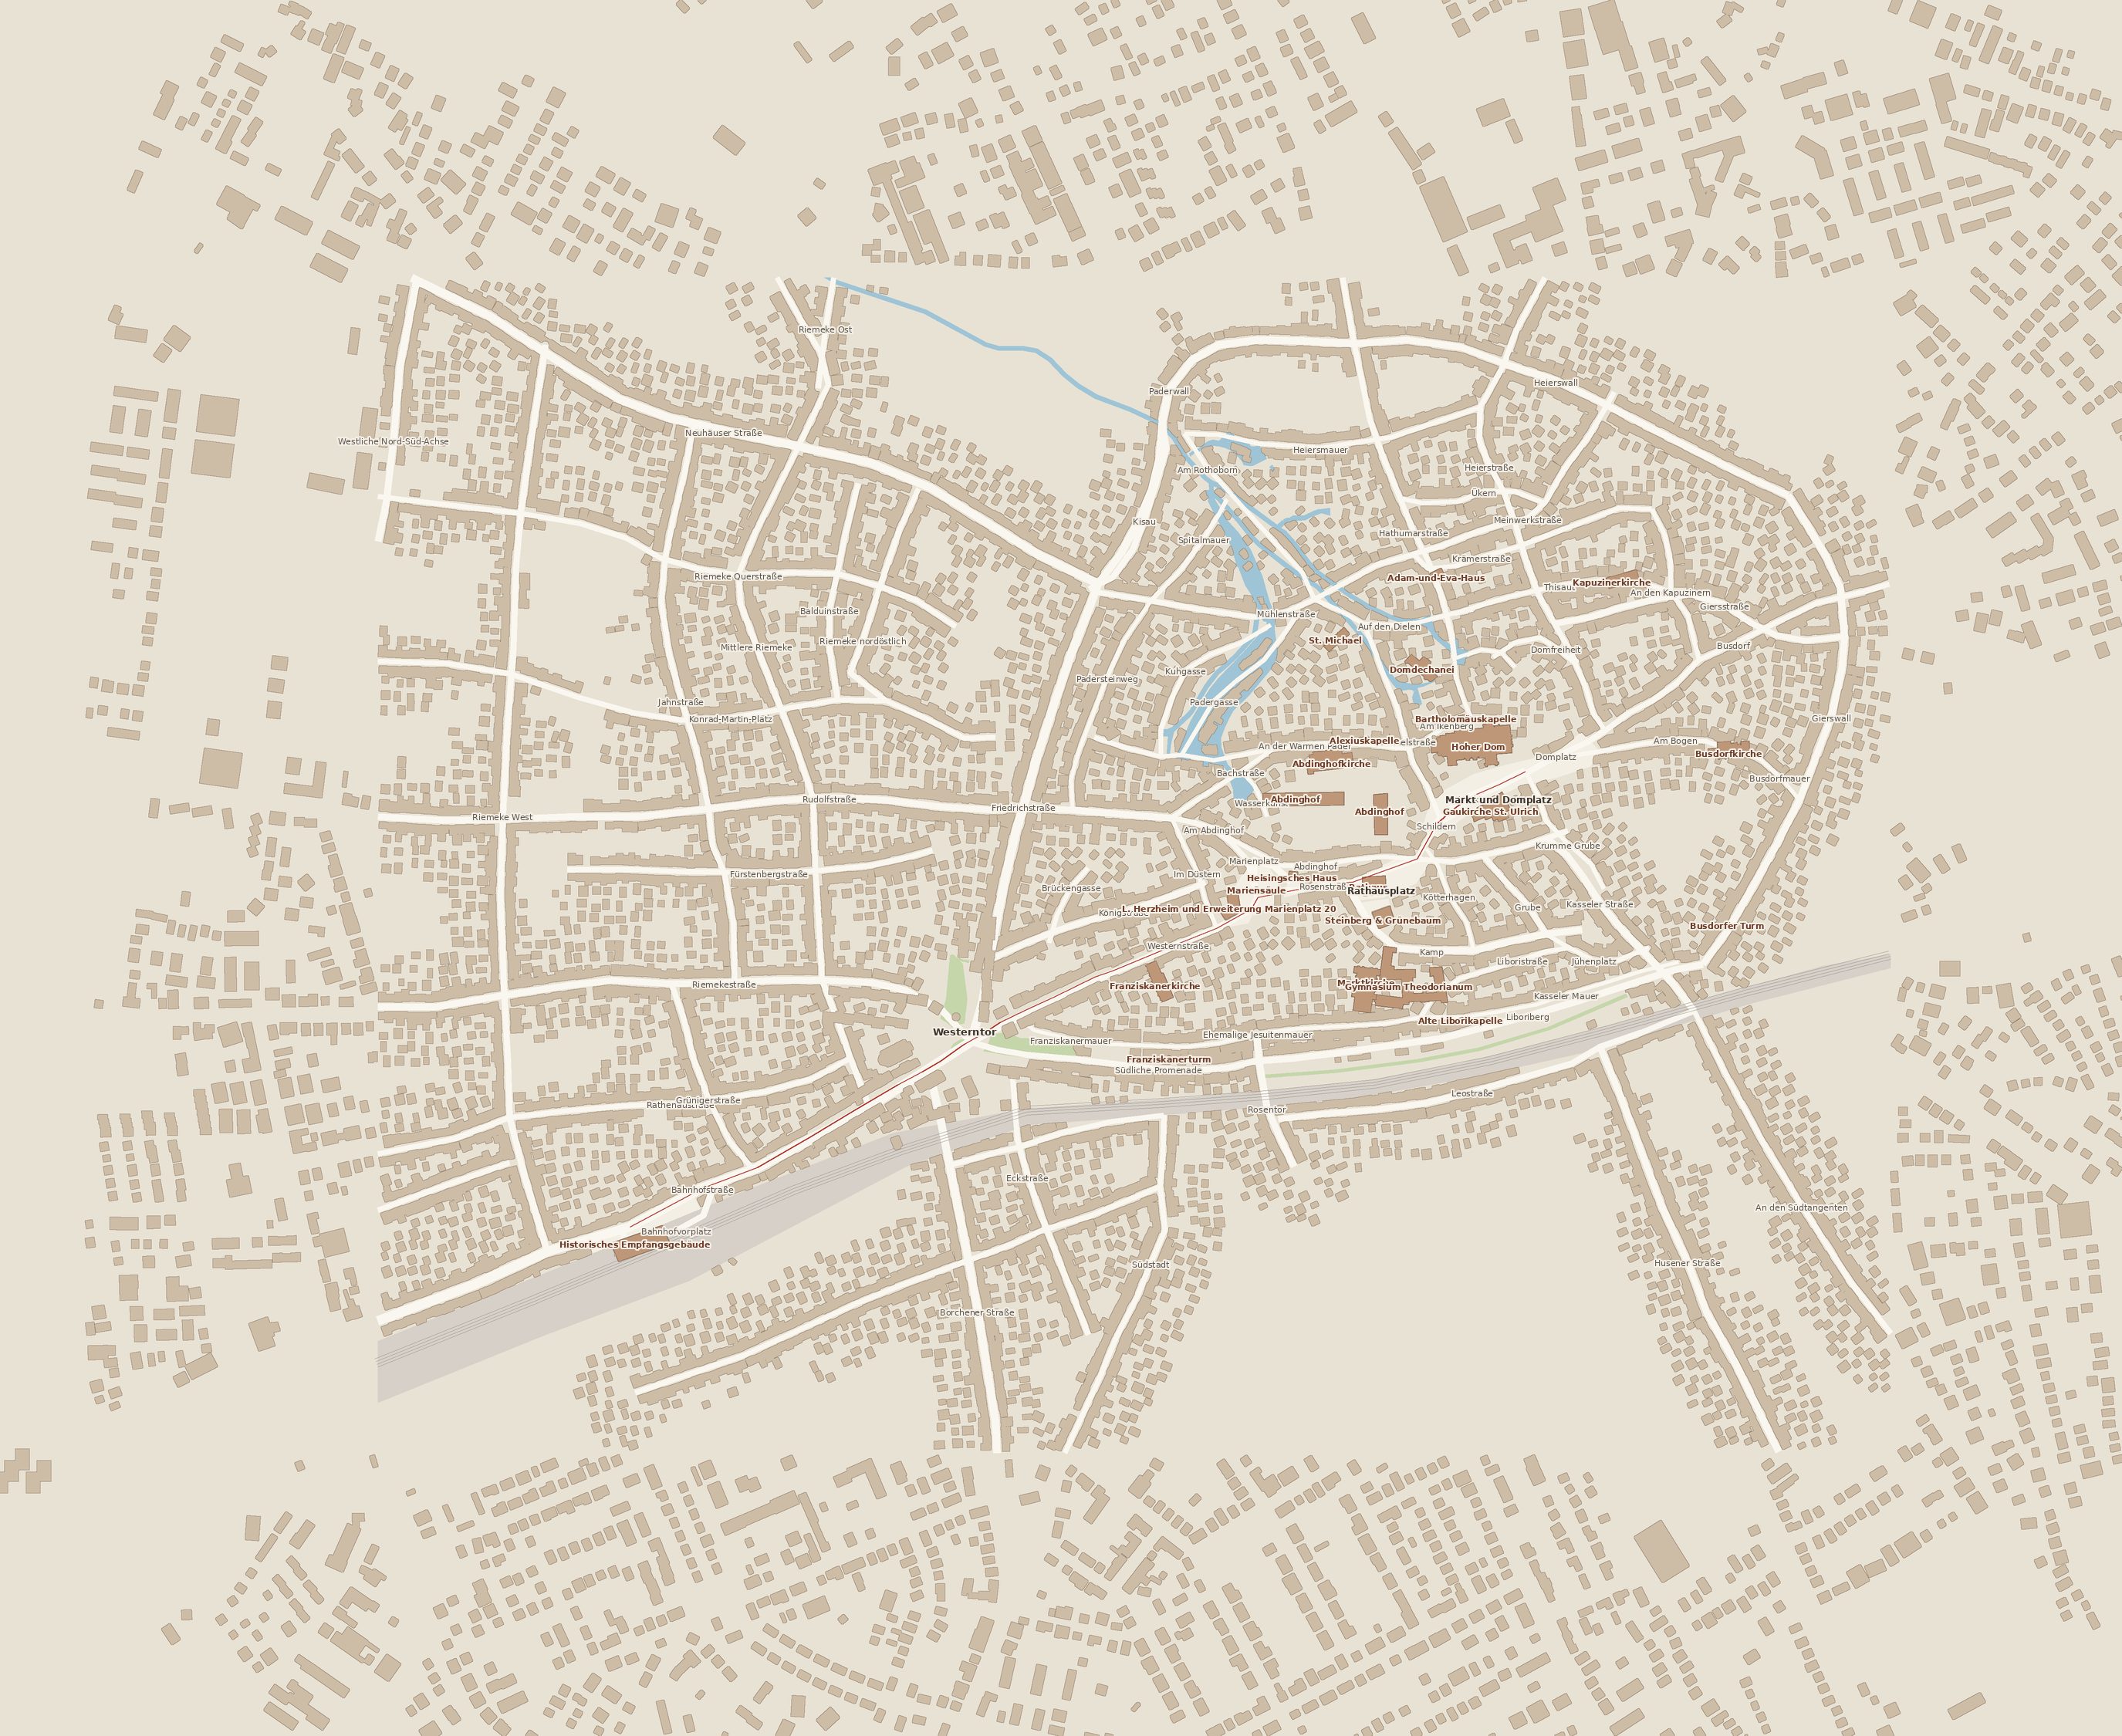 Riemeke Ost
Heierswall
Paderwall
Neuhäuser Straße
Westliche Nord-Süd-Achse
Heiersmauer
Am Rothoborn
Heierstraße
Ükern
Kisau
Meinwerkstraße
Hathumarstraße
Spitalmauer
Krämerstraße
Riemeke Querstraße
Adam-und-Eva-Haus
Kapuzinerkirche
Thisaut
An den Kapuzinern
Giersstraße
Balduinstraße
Mühlenstraße
Auf den Dielen
Riemeke nordöstlich
St. Michael
Mittlere Riemeke
Busdorf
Domfreiheit
Domdechanei
Kuhgasse
Padersteinweg
Jahnstraße
Padergasse
Konrad-Martin-Platz
Bartholomäuskapelle
Gierswall
Am Ikenberg
Alexiuskapelle
Am Bogen
An der Warmen Pader
Hoher Dom
Busdorfkirche
Domplatz
Abdinghofkirche
Bachstraße
Busdorfmauer
Rudolfstraße
Abdinghof
Markt und Domplatz
Friedrichstraße
Abdinghof
Gaukirche St. Ulrich
Riemeke West
Schildern
Am Abdinghof
Krumme Grube
Marienplatz
Abdinghof
Fürstenbergstraße
Im Düstern
Heisingsches Haus
Brückengasse
Mariensäule
Rathausplatz
Kötterhagen
Kasseler Straße
Grube
L. Herzheim und Erweiterung Marienplatz 20
Steinberg & Grünebaum
Busdorfer Turm
Westernstraße
Kamp
Liboristraße
Jühenplatz
Riemekestraße
Franziskanerkirche
Gymnasium Theodorianum
Kasseler Mauer
Liboriberg
Alte Liborikapelle
Westerntor
Ehemalige Jesuitenmauer
Franziskanermauer
Franziskanerturm
Südliche Promenade
Leostraße
Grünigerstraße
Rosentor
Eckstraße
Bahnhofstraße
An den Südtangenten
Bahnhofvorplatz
Historisches Empfangsgebäude
Husener Straße
Südstadt
Borchener Straße